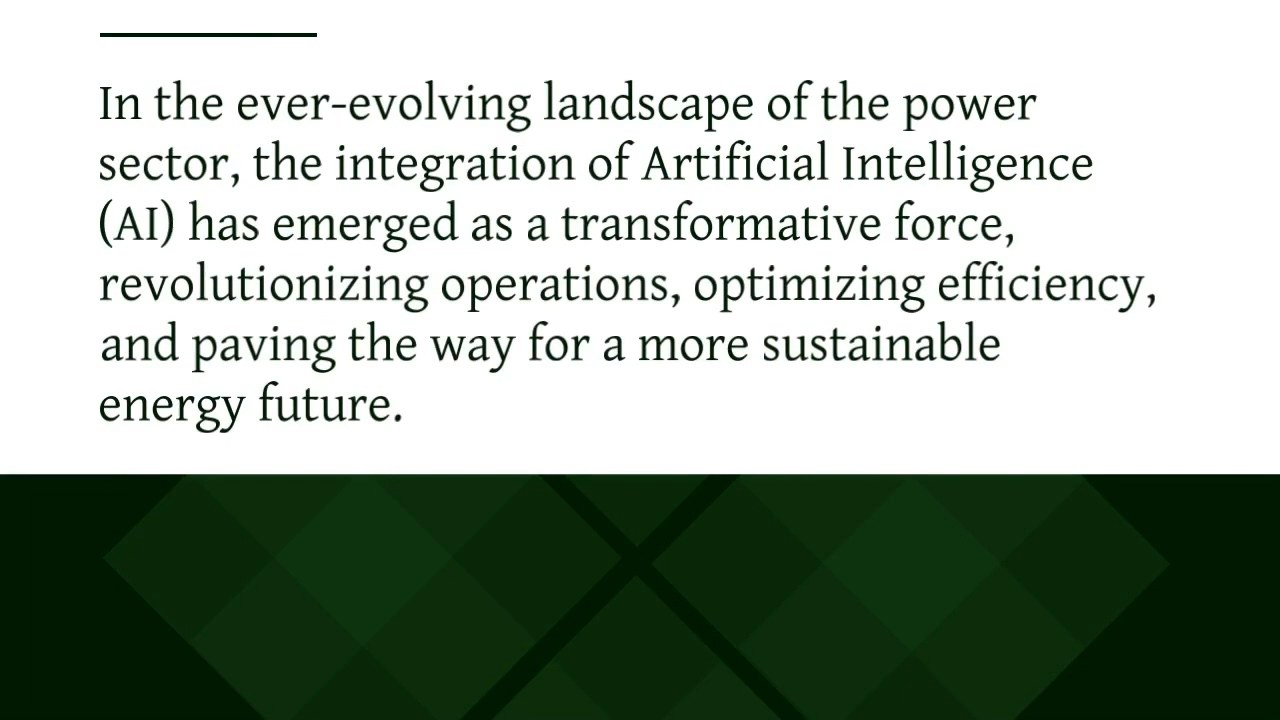 In the ever-evolving landscape of the power
sector, the integration of Artificial Intelligence
(AI) has emerged as a transformative force,
revolutionizing operations, optimizing efficiency,
and paving the way for a more sustainable
energy future.